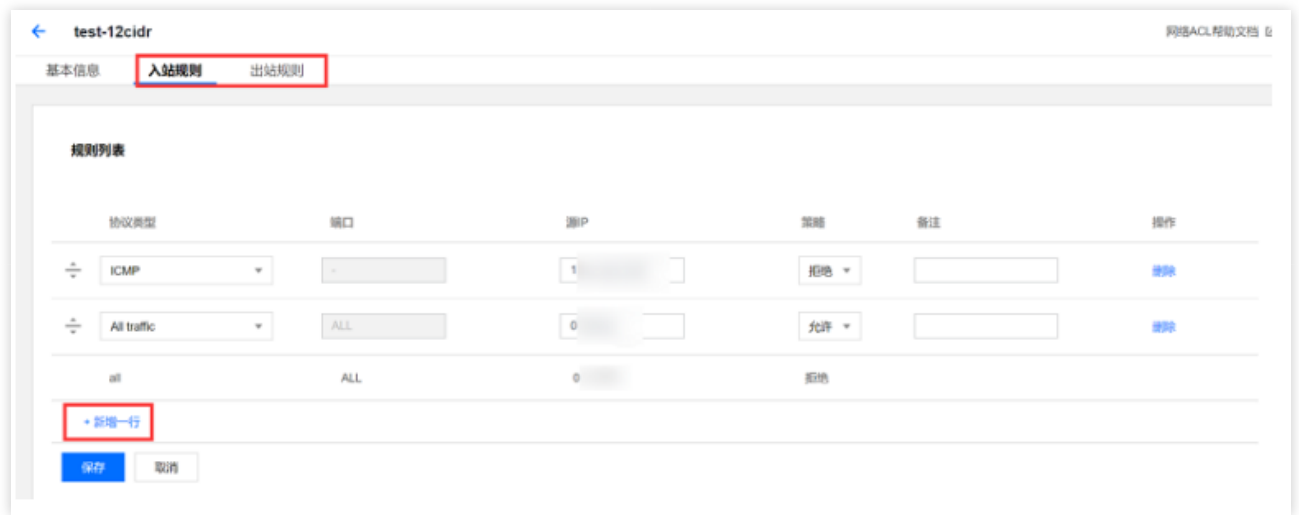 test-12cidr 网络ACL帮助文档
基本信息 入站规则 出站规则
规则列表
协议类型 端口 源IP 策略 备注 操作
ICMP - 1 拒绝 删除
All traffic ALL 0 允许 删除
all ALL 0 拒绝
+ 新增一行
保存 取消